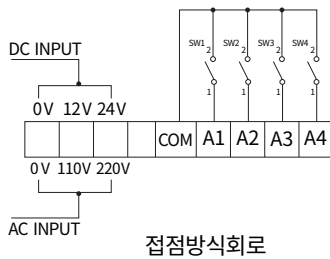 DC INPUT
SW1 2 SW2 2 SW3 2 SW4 2
1 1 1 1
0V 12V 24V
COM A1 A2 A3 A4
0V 110V 220V
AC INPUT
접점방식회로